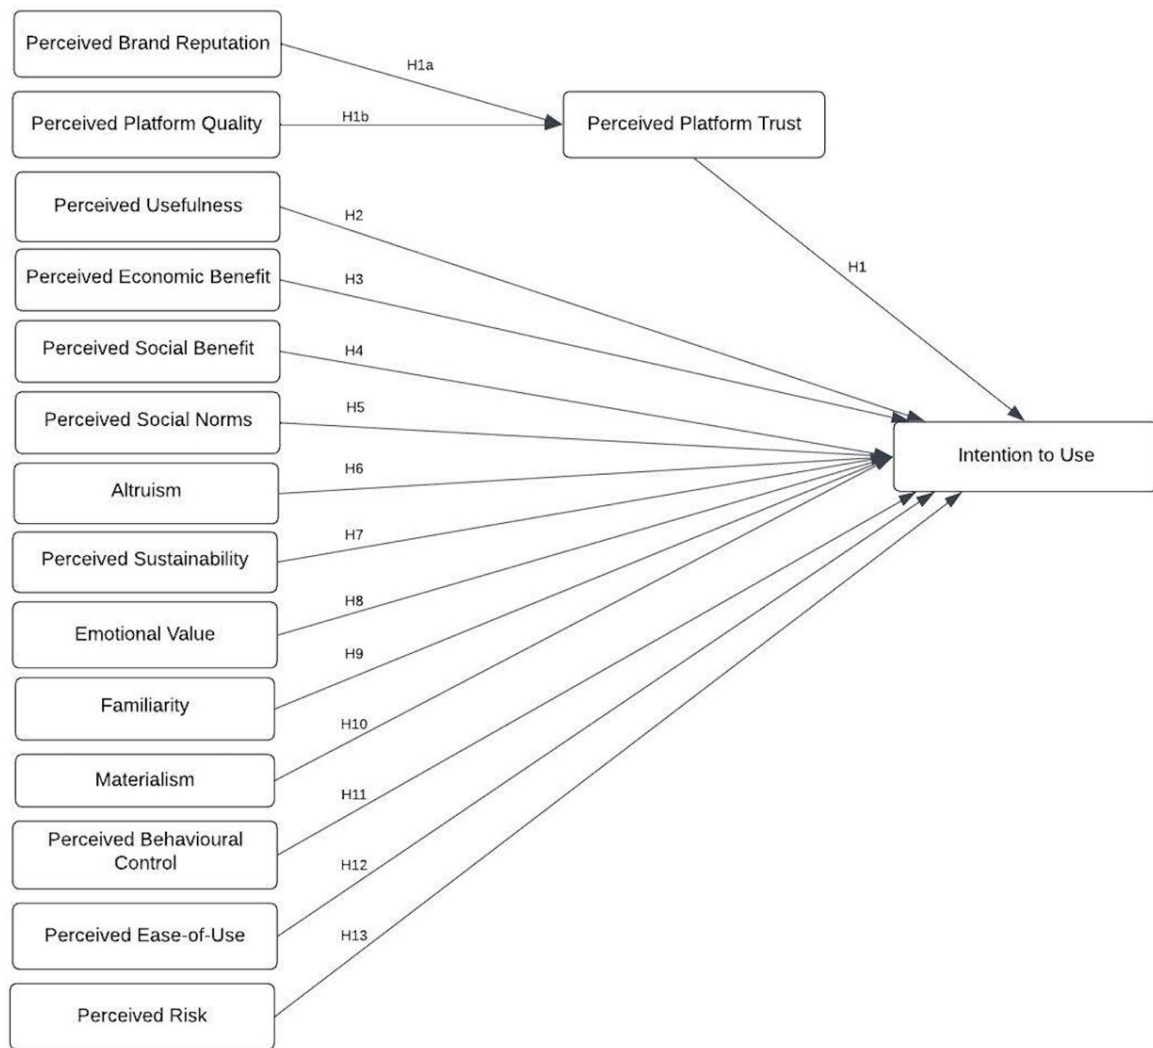 Perceived Brand Reputation
H1a
Perceived Platform Quality
H1b
Perceived Platform Trust
Perceived Usefulness
H2
H1
Perceived Economic Benefit
H3
Perceived Social Benefit
H4
Perceived Social Norms
H5
Intention to Use
Altruism
H6
Perceived Sustainability
H7
Emotional Value
H8
Familiarity
H9
Materialism
H10
Perceived Behavioural
Control
H11
Perceived Ease-of-Use
H12
Perceived Risk
H13